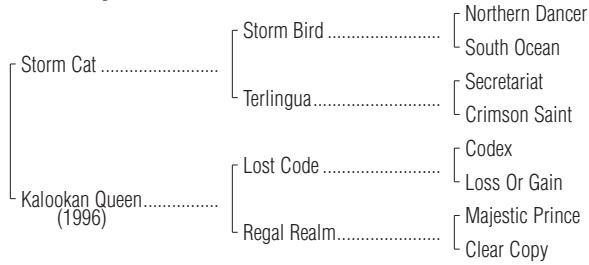 Northern Dancer
Storm Bird ....................
South Ocean
Storm Cat .....................
Secretariat
Terlingua.......................
Crimson Saint
Codex
Lost Code .....................
Loss Or Gain
Kalookan Queen.............
(1996)
Majestic Prince
Regal Realm..................
Clear Copy